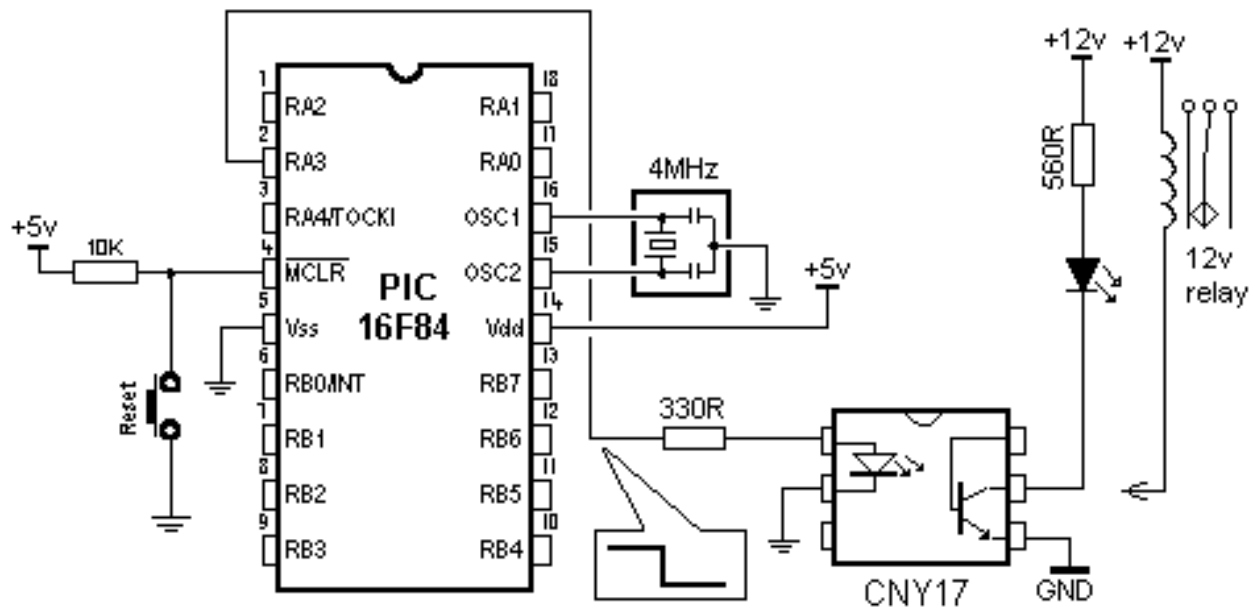 +12v
+12v
560R
12v
relay
1
RA2
2
RA3
3
RA4/TOCKI
4
MCLR
5
Vss
6
RB0/INT
7
RB1
8
RB2
9
RB3
18
RA1
17
RA0
16
OSC1
15
OSC2
14
Vdd
13
RB7
12
RB6
11
RB5
10
RB4
PIC
16F84
+5v
10K
Reset
4MHz
+5v
330R
CNY17
GND